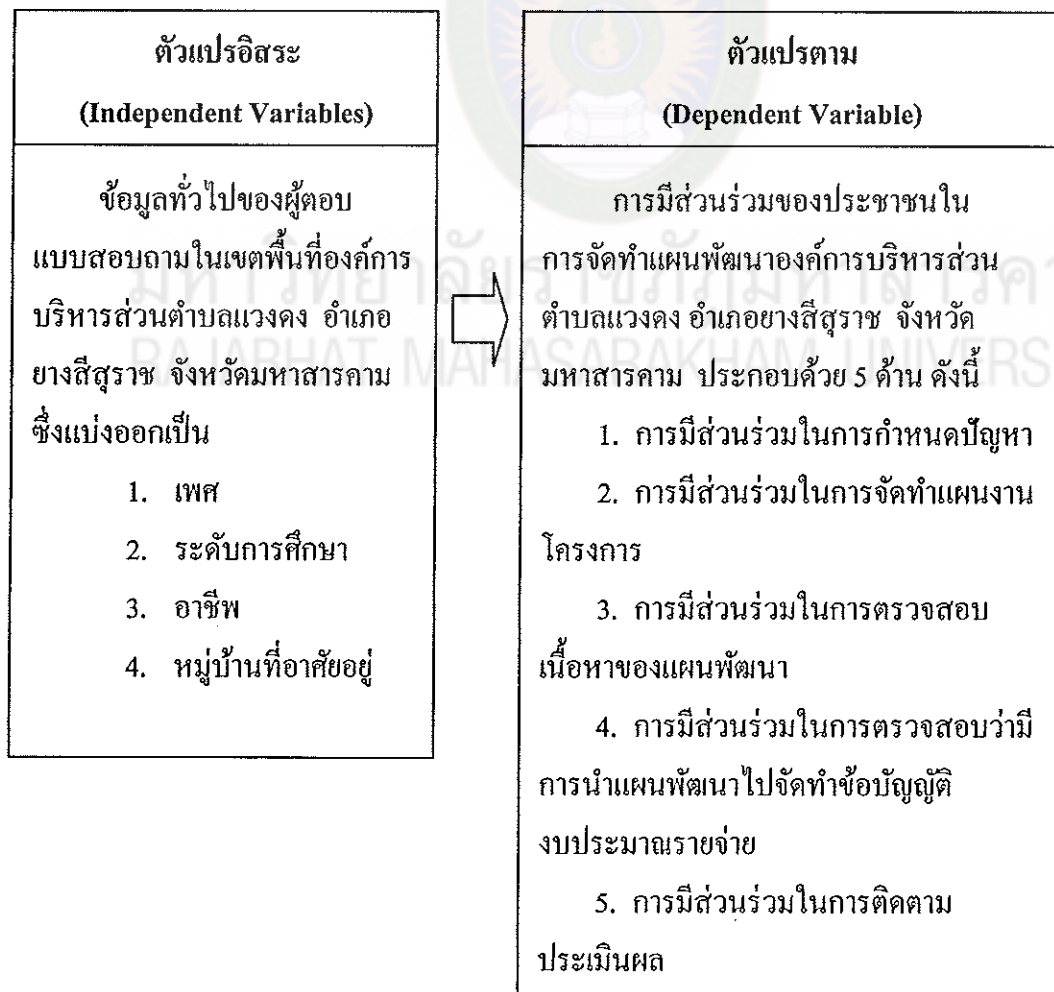 ตัวแปรอิสระ
(Independent Variables)
ข้อมูลทั่วไปของผู้ตอบ
แบบสอบถามในเขตพื้นที่องค์การ
บริหารส่วนตำบลแวงดง อำเภอ
ยางสีสุราช จังหวัดมหาสารคาม
ซึ่งแบ่งออกเป็น
1. เพศ
2. ระดับการศึกษา
3. อาชีพ
4. หมู่บ้านที่อาศัยอยู่
ตัวแปรตาม
(Dependent Variable)
การมีส่วนร่วมของประชาชนใน
การจัดทำแผนพัฒนาองค์การบริหารส่วน
ตำบลแวงดง อำเภอยางสีสุราช จังหวัด
มหาสารคาม ประกอบด้วย 5 ด้าน ดังนี้
1. การมีส่วนร่วมในการกำหนดปัญหา
2. การมีส่วนร่วมในการจัดทำแผนงาน
โครงการ
3. การมีส่วนร่วมในการตรวจสอบ
เนื้อหาของแผนพัฒนา
4. การมีส่วนร่วมในการตรวจสอบว่ามี
การนำแผนพัฒนาไปจัดทำข้อบัญญัติ
งบประมาณรายจ่าย
5. การมีส่วนร่วมในการติดตาม
ประเมินผล
มหาวิทยาลัยราชภัฏมหาสารคา
RAJABHAT MAHASARAKHAM UNIVERS